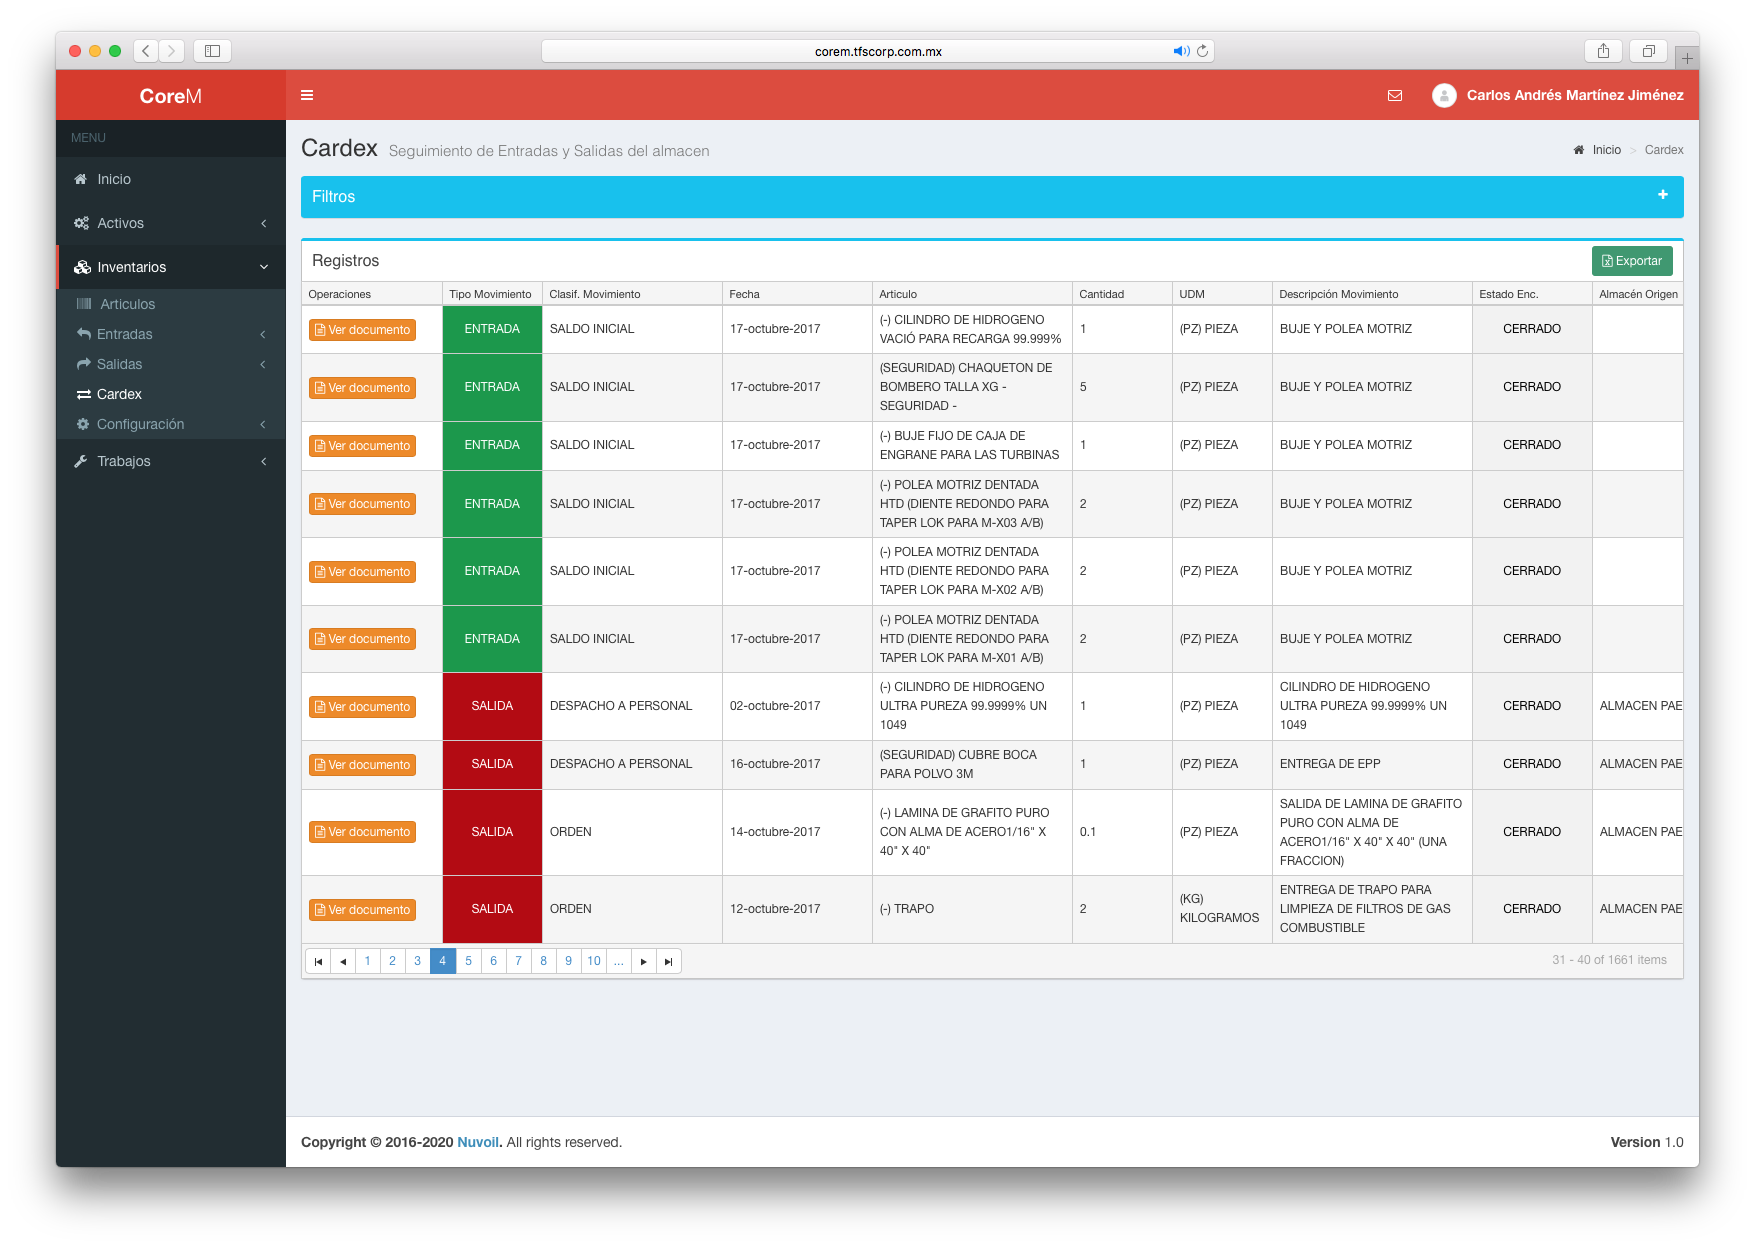 corem.tfscorp.com.mx
CoreM
Carlos Andrés Martínez Jiménez
MENU
Inicio
Activos
Inventarios
Articulos
Entradas
Salidas
Cardex
Configuración
Trabajos
Cardex Seguimiento de Entradas y Salidas del almacen
Inicio > Cardex
Filtros
Registros
Exportar
Operaciones Tipo Movimiento Clasif. Movimiento Fecha Articulo Cantidad UDM Descripción Movimiento Estado Enc. Almacén Origen
Ver documento ENTRADA SALDO INICIAL 17-octubre-2017
(-) CILINDRO DE HIDROGENO
VACIÓ PARA RECARGA 99.999%
1 (PZ) PIEZA BUJE Y POLEA MOTRIZ CERRADO
Ver documento ENTRADA SALDO INICIAL 17-octubre-2017
(SEGURIDAD) CHAQUETON DE
BOMBERO TALLA XG -
SEGURIDAD -
5 (PZ) PIEZA BUJE Y POLEA MOTRIZ CERRADO
Ver documento ENTRADA SALDO INICIAL 17-octubre-2017
(-) BUJE FIJO DE CAJA DE
ENGRANE PARA LAS TURBINAS
1 (PZ) PIEZA BUJE Y POLEA MOTRIZ CERRADO
Ver documento ENTRADA SALDO INICIAL 17-octubre-2017
(-) POLEA MOTRIZ DENTADA
HTD (DIENTE REDONDO PARA
TAPER LOK PARA M-X03 A/B)
2 (PZ) PIEZA BUJE Y POLEA MOTRIZ CERRADO
Ver documento ENTRADA SALDO INICIAL 17-octubre-2017
(-) POLEA MOTRIZ DENTADA
HTD (DIENTE REDONDO PARA
TAPER LOK PARA M-X02 A/B)
2 (PZ) PIEZA BUJE Y POLEA MOTRIZ CERRADO
Ver documento ENTRADA SALDO INICIAL 17-octubre-2017
(-) POLEA MOTRIZ DENTADA
HTD (DIENTE REDONDO PARA
TAPER LOK PARA M-X01 A/B)
2 (PZ) PIEZA BUJE Y POLEA MOTRIZ CERRADO
Ver documento SALIDA DESPACHO A PERSONAL 02-octubre-2017
(-) CILINDRO DE HIDROGENO
ULTRA PUREZA 99.9999% UN
1049
1 (PZ) PIEZA
CILINDRO DE HIDROGENO
ULTRA PUREZA 99.9999% UN
1049
CERRADO ALMACEN PAE
Ver documento SALIDA DESPACHO A PERSONAL 16-octubre-2017
(SEGURIDAD) CUBRE BOCA
PARA POLVO 3M
1 (PZ) PIEZA ENTREGA DE EPP CERRADO ALMACEN PAE
Ver documento SALIDA ORDEN 14-octubre-2017
(-) LAMINA DE GRAFITO PURO
CON ALMA DE ACERO1/16" X
40" X 40"
0.1 (PZ) PIEZA
SALIDA DE LAMINA DE GRAFITO
PURO CON ALMA DE
ACERO1/16" X 40" X 40" (UNA
FRACCION)
CERRADO ALMACEN PAE
Ver documento SALIDA ORDEN 12-octubre-2017 (-) TRAPO 2
(KG)
KILOGRAMOS
ENTREGA DE TRAPO PARA
LIMPIEZA DE FILTROS DE GAS
COMBUSTIBLE
CERRADO ALMACEN PAE
1 2 3 4 5 6 7 8 9 10 ...
31 - 40 of 1661 items
Copyright © 2016-2020 Nuvoil. All rights reserved.
Version 1.0